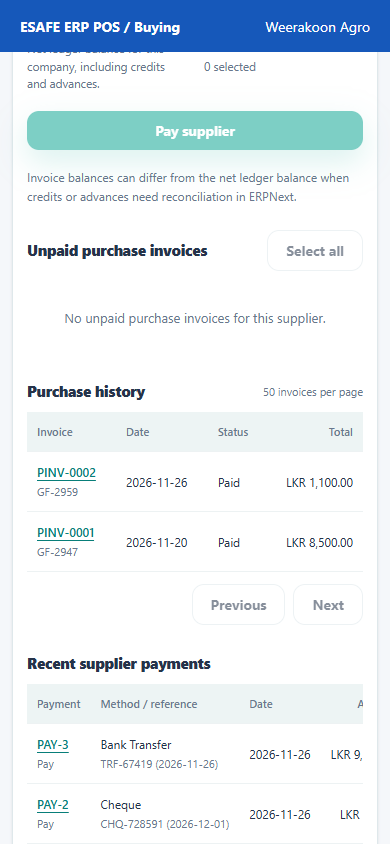 ESAFE ERP POS / Buying
Weerakoon Agro
company, including credits
0 selected
and advances.
Pay supplier
Invoice balances can differ from the net ledger balance when
credits or advances need reconciliation in ERPNext.
Unpaid purchase invoices
Select all
No unpaid purchase invoices for this supplier.
Purchase history
50 invoices per page
Invoice Date Status Total
PINV-0002
GF-2959
2026-11-26 Paid LKR 1,100.00
PINV-0001
GF-2947
2026-11-20 Paid LKR 8,500.00
Previous Next
Recent supplier payments
Payment Method / reference Date
PAY-3
Pay
Bank Transfer
TRF-67419 (2026-11-26)
2026-11-26 LKR 9,
PAY-2
Pay
Cheque
CHQ-728591 (2026-12-01)
2026-11-26 LKR